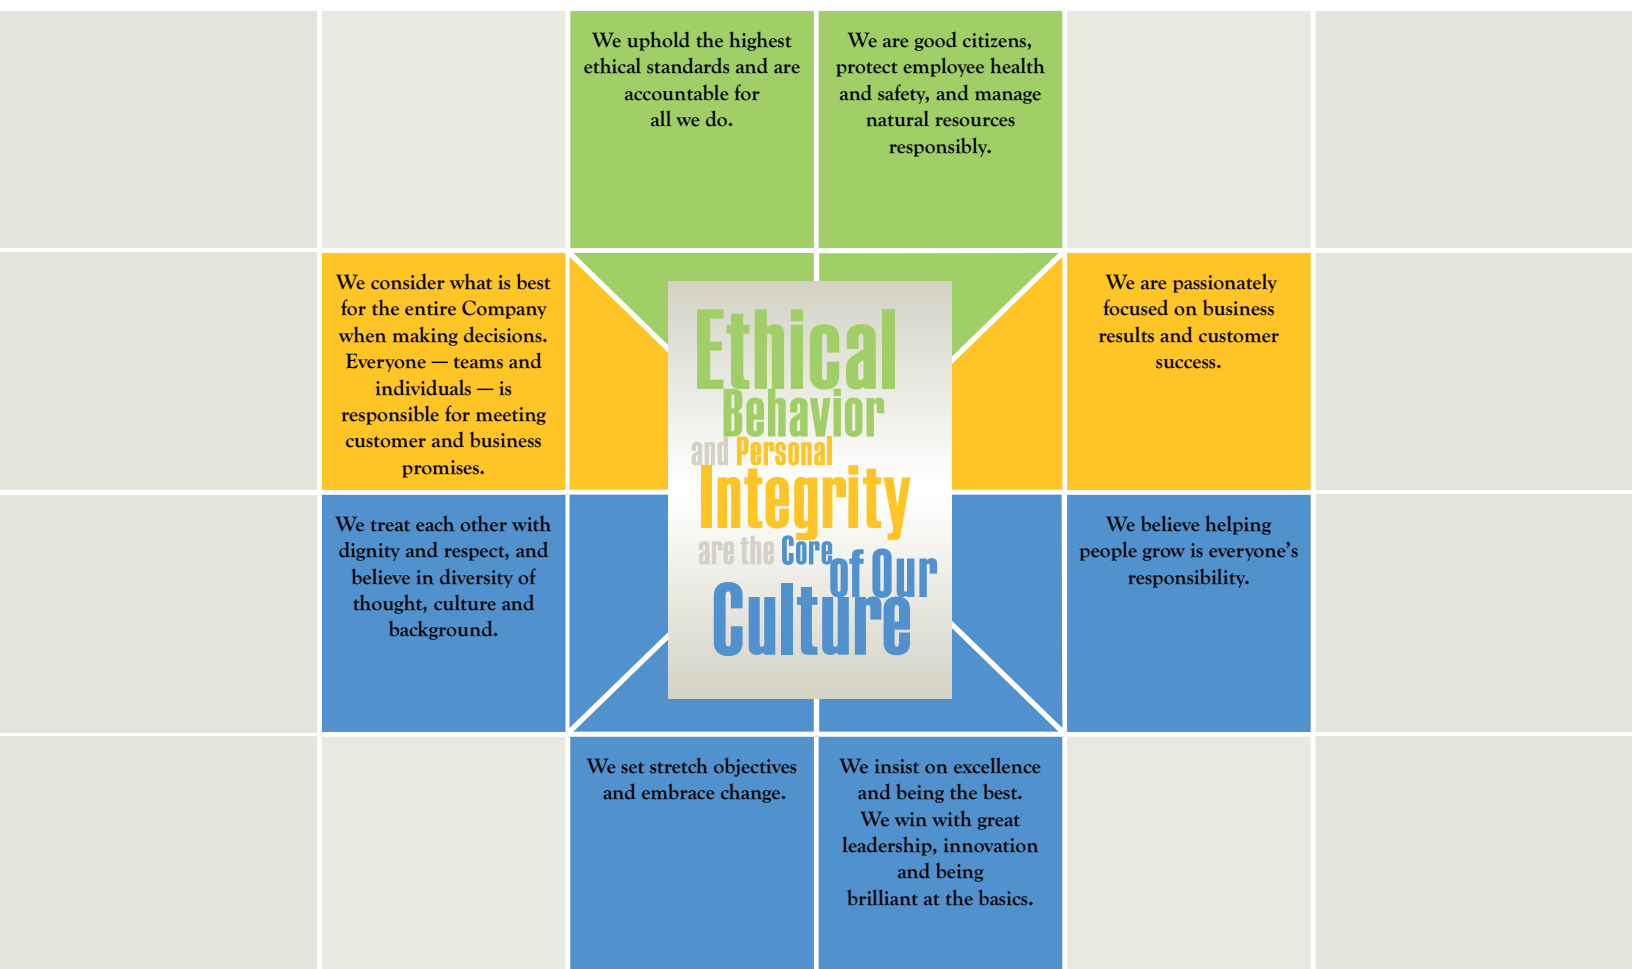 We uphold the highest
ethical standards and are
accountable for
all we do.
We are good citizens,
protect employee health
and safety, and manage
natural resources
responsibly.
We consider what is best
for the entire Company
when making decisions.
Everyone — teams and
individuals — is
responsible for meeting
customer and business
promises.
Ethical
Behavior
and Personal
Integrity
are the Core
of Our
Culture
We are passionately
focused on business
results and customer
success.
We treat each other with
dignity and respect, and
believe in diversity of
thought, culture and
background.
We believe helping
people grow is everyone’s
responsibility.
We set stretch objectives
and embrace change.
We insist on excellence
and being the best.
We win with great
leadership, innovation
and being
brilliant at the basics.